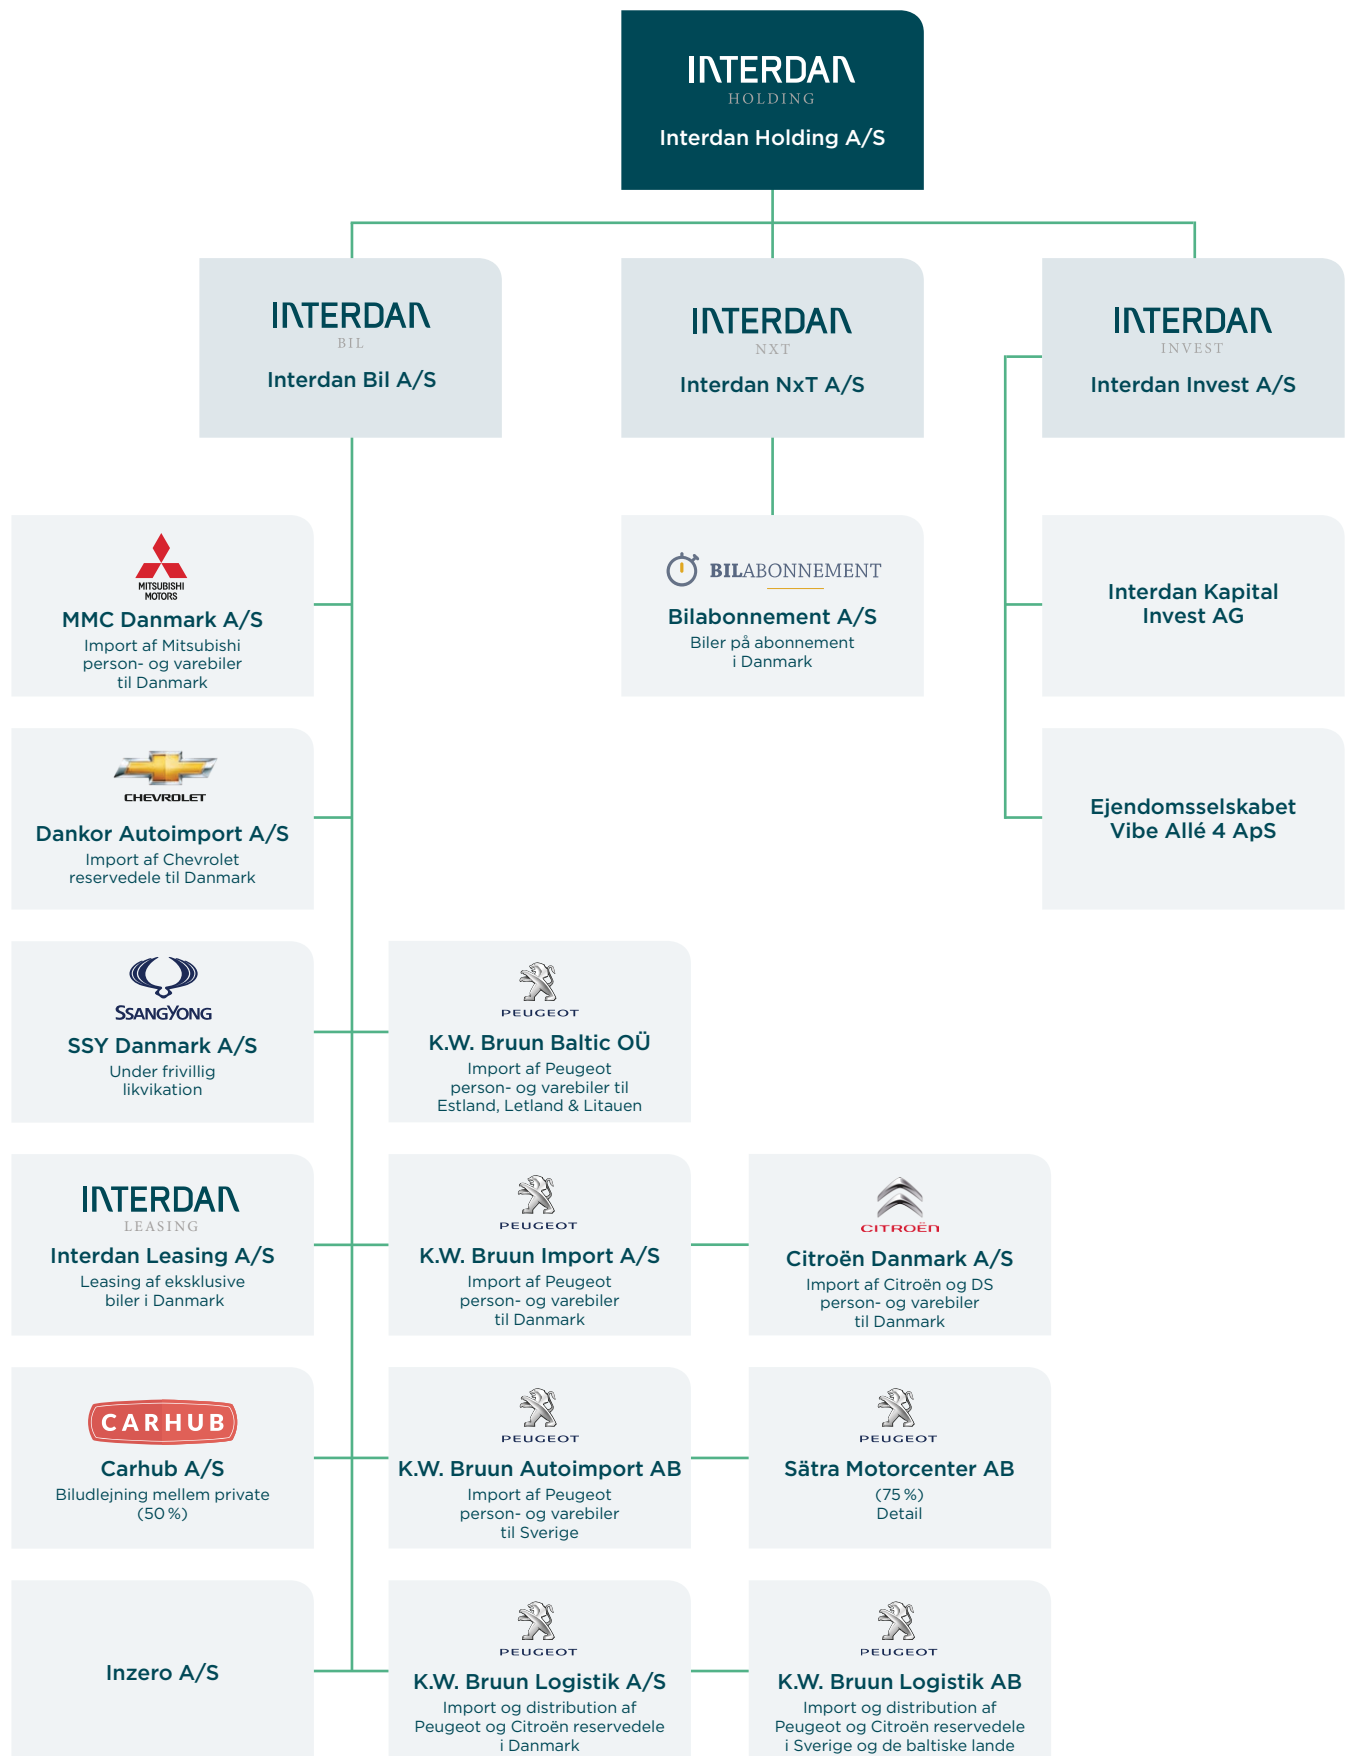 INTERDAN
HOLDING
Interdan Holding A/S
INTERDAN
BIL
Interdan Bil A/S
INTERDAN
NXT
Interdan NxT A/S
INTERDAN
INVEST
Interdan Invest A/S
MITSUBISHI
MOTORS
MMC Danmark A/S
Import af Mitsubishi
person- og varebiler
til Danmark
BILABONNEMENT
Bilabonnement A/S
Biler på abonnement
i Danmark
Interdan Kapital
Invest AG
CHEVROLET
Dankor Autoimport A/S
Import af Chevrolet
reservedele til Danmark
Ejendomsselskabet
Vibe Allé 4 ApS
SSANGYONG
SSY Danmark A/S
Under frivillig
likvikation
PEUGEOT
K.W. Bruun Baltic OÜ
Import af Peugeot
person- og varebiler til
Estland, Letland & Litauen
INTERDAN
LEASING
Interdan Leasing A/S
Leasing af eksklusive
biler i Danmark
PEUGEOT
K.W. Bruun Import A/S
Import af Peugeot
person- og varebiler
til Danmark
CITROËN
Citroën Danmark A/S
Import af Citroën og DS
person- og varebiler
til Danmark
CARHUB
Carhub A/S
Biludlejning mellem private
(50 %)
PEUGEOT
K.W. Bruun Autoimport AB
Import af Peugeot
person- og varebiler
til Sverige
PEUGEOT
Sätra Motorcenter AB
(75 %)
Detail
Inzero A/S
PEUGEOT
K.W. Bruun Logistik A/S
Import og distribution af
Peugeot og Citroën reservedele
i Danmark
PEUGEOT
K.W. Bruun Logistik AB
Import og distribution af
Peugeot og Citroën reservedele
i Sverige og de baltiske lande